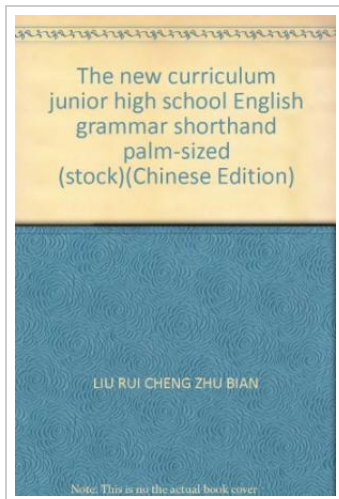 The new curriculum
junior high school English
grammar shorthand
palm-sized
(stock)(Chinese Edition)
LIU RUI CHENG ZHU BIAN
Note: This is no the actual book cover